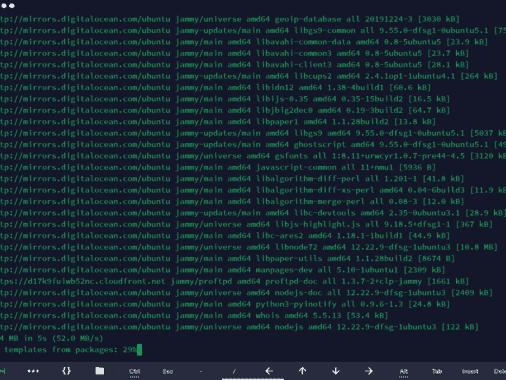 tp://mirrors.digitalocean.com/ubuntu jammy/universe amd64 geoip-database all 20191224-3 [3030 kB]
tp://mirrors.digitalocean.com/ubuntu jammy-updates/main amd64 libgs9-common all 9.55.0~dfsg1-0ubuntu5.1 [75
tp://mirrors.digitalocean.com/ubuntu jammy/main amd64 libavahi-common-data amd64 0.8-5ubuntu5 [23.9 kB]
tp://mirrors.digitalocean.com/ubuntu jammy/main amd64 libavahi-common3 amd64 0.8-5ubuntu5 [23.7 kB]
tp://mirrors.digitalocean.com/ubuntu jammy/main amd64 libavahi-client3 amd64 0.8-5ubuntu5 [28.1 kB]
tp://mirrors.digitalocean.com/ubuntu jammy-updates/main amd64 libcups2 amd64 2.4.1op1-1ubuntu4.1 [264 kB]
tp://mirrors.digitalocean.com/ubuntu jammy/main amd64 libidn12 amd64 1.38-4build1 [60.6 kB]
tp://mirrors.digitalocean.com/ubuntu jammy/main amd64 libijs-0.35 amd64 0.35-15build2 [16.5 kB]
tp://mirrors.digitalocean.com/ubuntu jammy/main amd64 libjbig2dec0 amd64 0.19-3build2 [64.7 kB]
tp://mirrors.digitalocean.com/ubuntu jammy/main amd64 libpaper1 amd64 1.1.28build2 [13.8 kB]
tp://mirrors.digitalocean.com/ubuntu jammy-updates/main amd64 libgs9 amd64 9.55.0~dfsg1-0ubuntu5.1 [5037 kB
tp://mirrors.digitalocean.com/ubuntu jammy-updates/main amd64 ghostscript amd64 9.55.0~dfsg1-0ubuntu5.1 [49
tp://mirrors.digitalocean.com/ubuntu jammy/universe amd64 gsfonts all 1:8.11+urwcyr1.0.7~pre44-4.5 [3120 kB
tp://mirrors.digitalocean.com/ubuntu jammy/main amd64 javascript-common all 11+nmu1 [5936 B]
tp://mirrors.digitalocean.com/ubuntu jammy/main amd64 libalgorithm-diff-perl all 1.201-1 [41.8 kB]
tp://mirrors.digitalocean.com/ubuntu jammy/main amd64 libalgorithm-diff-xs-perl amd64 0.04-6build3 [11.9 k
tp://mirrors.digitalocean.com/ubuntu jammy/main amd64 libalgorithm-merge-perl all 0.08-3 [12.0 kB]
tp://mirrors.digitalocean.com/ubuntu jammy-updates/main amd64 libc-devtools amd64 2.35-0ubuntu3.1 [28.9 kB]
tp://mirrors.digitalocean.com/ubuntu jammy/universe amd64 libjs-highlight.js all 9.18.5+dfsg1-1 [367 kB]
tp://mirrors.digitalocean.com/ubuntu jammy/main amd64 libc-ares2 amd64 1.18.1-1build1 [44.9 kB]
tp://mirrors.digitalocean.com/ubuntu jammy/universe amd64 libnode72 amd64 12.22.9~dfsg-1ubuntu3 [10.8 MB]
tp://mirrors.digitalocean.com/ubuntu jammy/main amd64 libpaper-utils amd64 1.1.28build2 [8674 B]
tp://mirrors.digitalocean.com/ubuntu jammy/main amd64 manpages-dev all 5.10-1ubuntu1 [2309 kB]
tps://d17k9fuiwb52nc.cloudfront.net jammy/proftpd amd64 proftpd-doc all 1.3.7-2+clp-jammy [1661 kB]
tp://mirrors.digitalocean.com/ubuntu jammy/universe amd64 nodejs-doc all 12.22.9~dfsg-1ubuntu3 [2409 kB]
tp://mirrors.digitalocean.com/ubuntu jammy/main amd64 python3-pyinotify all 0.9.6-1.3 [24.8 kB]
tp://mirrors.digitalocean.com/ubuntu jammy/main amd64 whois amd64 5.5.13 [53.4 kB]
tp://mirrors.digitalocean.com/ubuntu jammy/universe amd64 nodejs amd64 12.22.9~dfsg-1ubuntu3 [122 kB]
4 MB in 5s (52.0 MB/s)
templates from packages: 29%
{} Ctrl Esc - / ← ↑ ↓ → Alt Tab Insert Dele